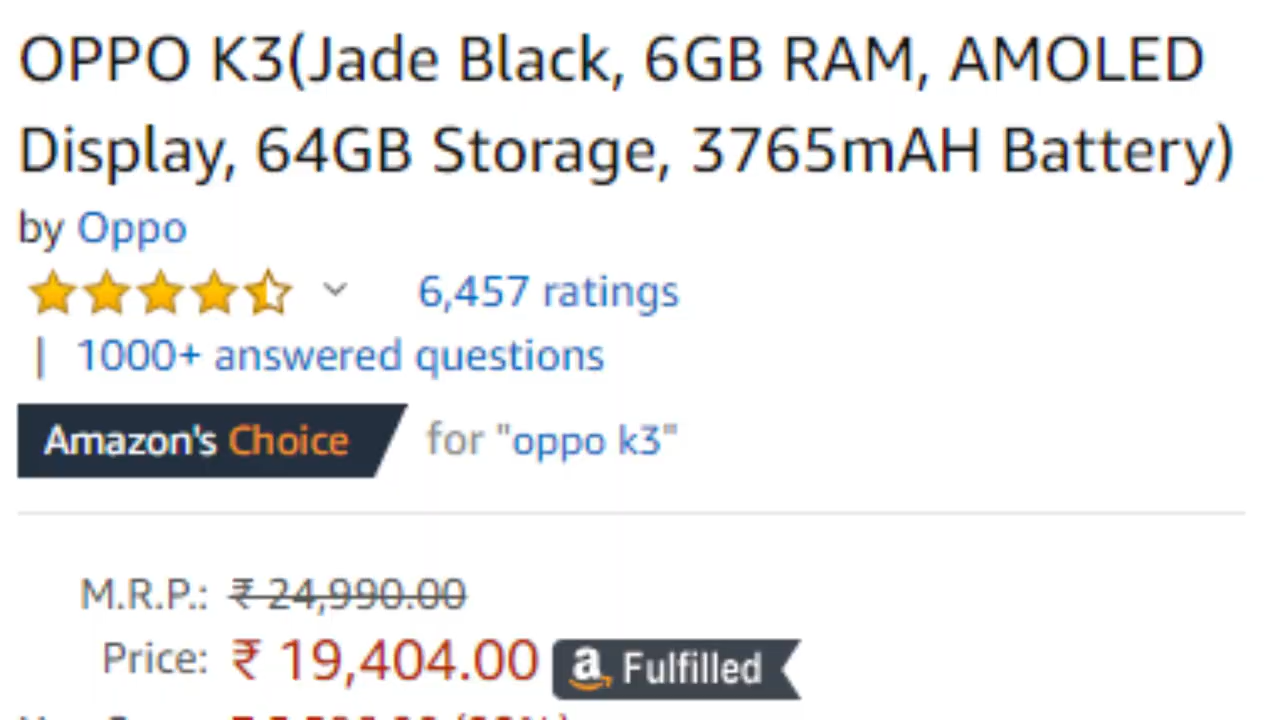 OPPO K3(Jade Black, 6GB RAM, AMOLED
Display, 64GB Storage, 3765mAH Battery)
by Oppo
6,457 ratings
| 1000+ answered questions
Amazon's Choice for "oppo k3"
M.R.P.: ₹ 24,990.00
Price: ₹ 19,404.00 a Fulfilled